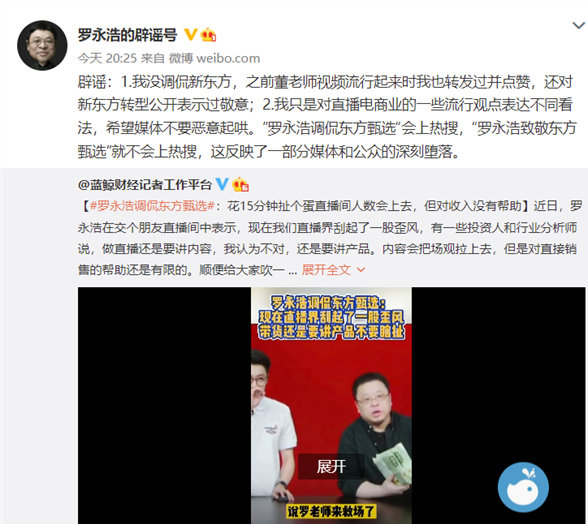 罗永浩的辟谣号
今天 20:25 来自 微博 weibo.com
辟谣：1.我没调侃新东方，之前董老师视频流行起来时我也转发过并点赞，还对
新东方转型公开表示过敬意；2.我只是对直播电商业的一些流行观点表达不同看
法，希望媒体不要恶意起哄。“罗永浩调侃东方甄选”会上热搜，“罗永浩致敬东方
甄选”就不会上热搜，这反映了一部分媒体和公众的深刻堕落。
@蓝鲸财经记者工作平台
【#罗永浩调侃东方甄选#：花15分钟扯个蛋直播间人数会上去，但对收入没有帮助】近日，罗
永浩在交个朋友直播间中表示，现在我们直播界刮起了一股歪风，有一些投资人和行业分析师
说，做直播还是要讲内容，我认为不对，还是要讲产品。内容会把场观拉上去，但是对直接销
售的帮助还是有限的。顺便给大家吹一 ... 展开全文
罗永浩调侃东方甄选：
现在直播界乱起了一股歪风
带货还是要讲产品不要瞎扯
展开
说罗老师来救场了